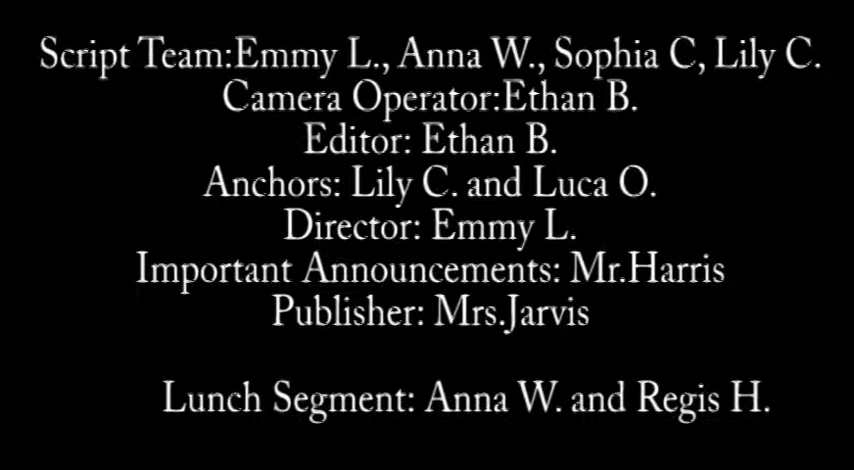 Script Team:Emmy L., Anna W., Sophia C, Lily C.
Camera Operator:Ethan B.
Editor: Ethan B.
Anchors: Lily C. and Luca O.
Director: Emmy L.
Important Announcements: Mr.Harris
Publisher: Mrs.Jarvis
Lunch Segment: Anna W. and Regis H.